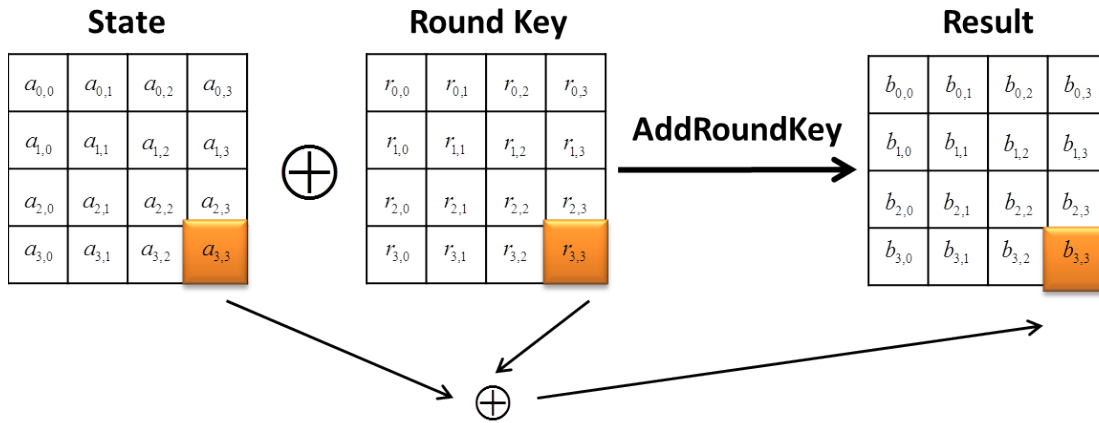 State Round Key Result
a0,0 a0,1 a0,2 a0,3 r0,0 r0,1 r0,2 r0,3 b0,0 b0,1 b0,2 b0,3
AddRoundKey
a1,0 a1,1 a1,2 a1,3 ⊕ r1,0 r1,1 r1,2 r1,3 b1,0 b1,1 b1,2 b1,3
a2,0 a2,1 a2,2 a2,3 r2,0 r2,1 r2,2 r2,3 b2,0 b2,1 b2,2 b2,3
a3,0 a3,1 a3,2 a3,3 r3,0 r3,1 r3,2 r3,3 b3,0 b3,1 b3,2 b3,3
⊕